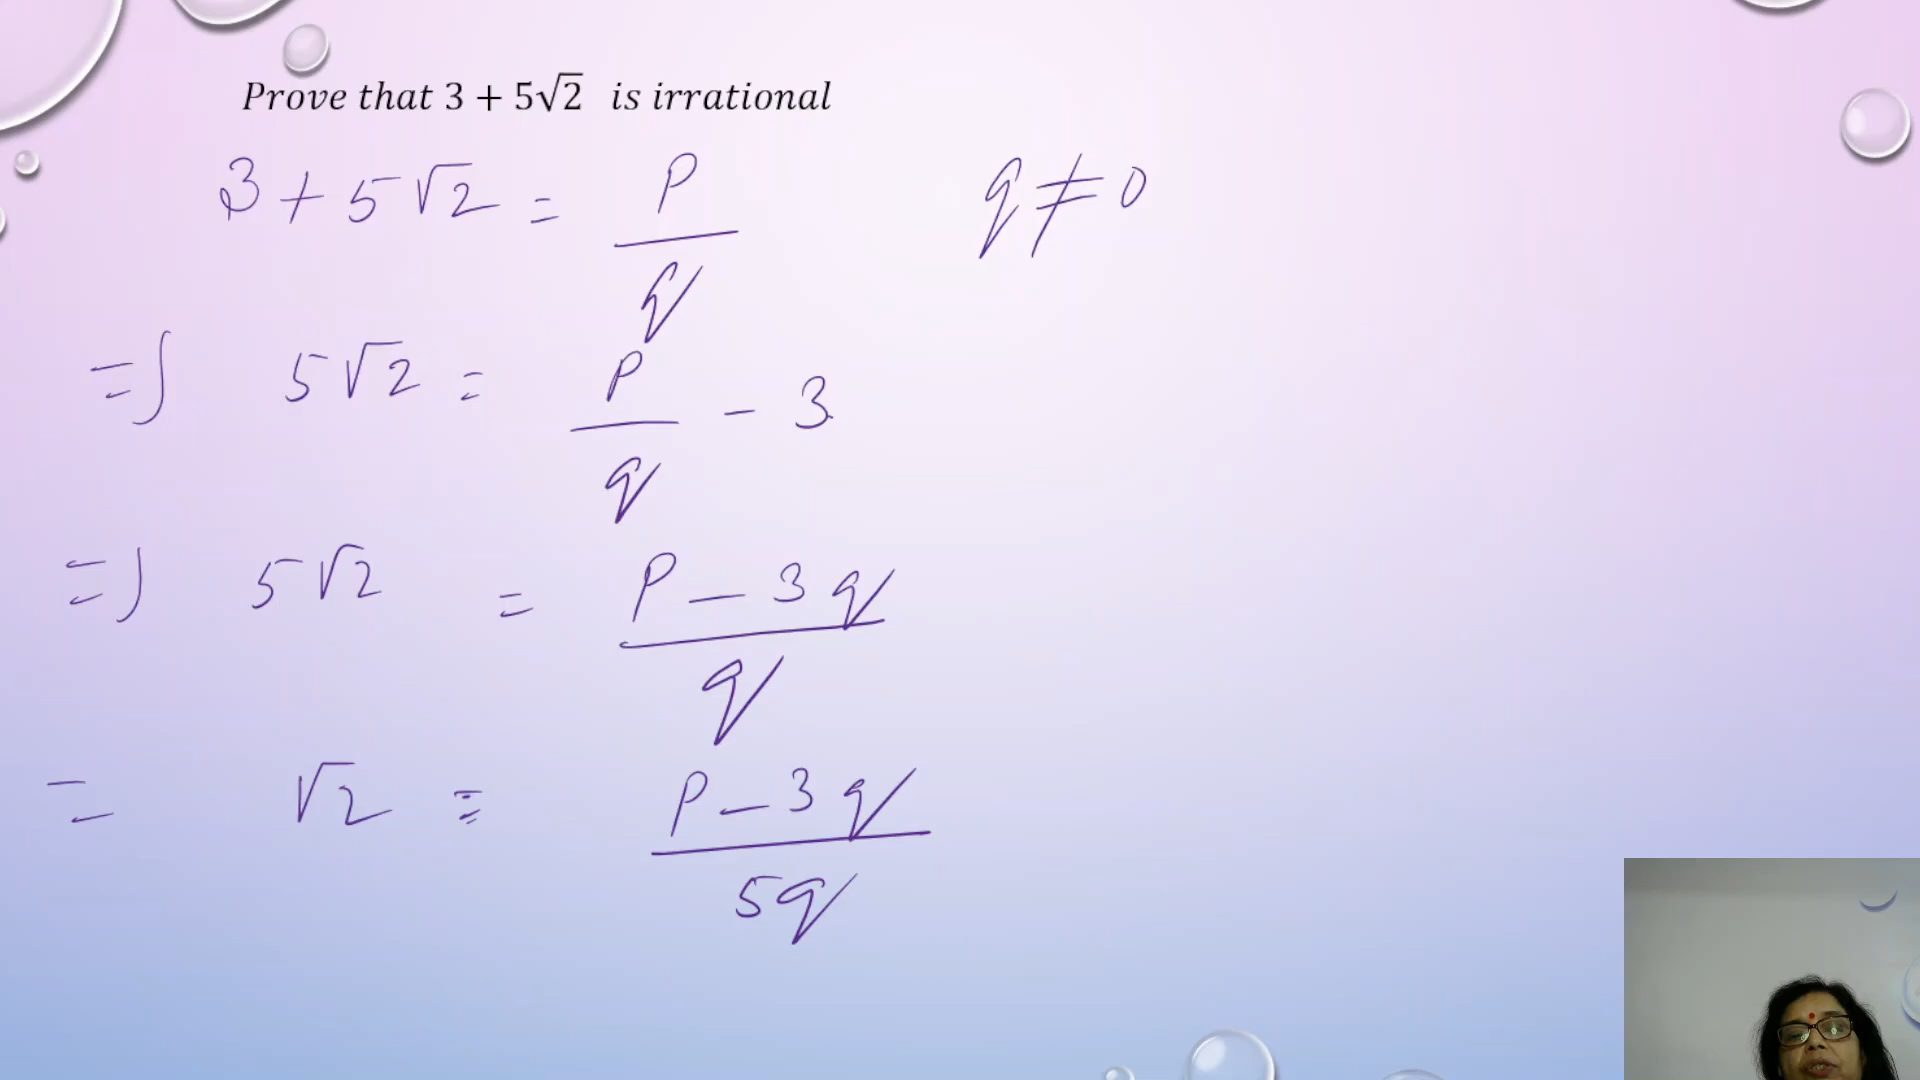 Prove that 3 + 5√2 is irrational
3 + 5√2 = p/q q ≠ 0
⇒ 5√2 = p/q - 3
⇒ 5√2 = p - 3q/q
= √2 = p - 3q/5q